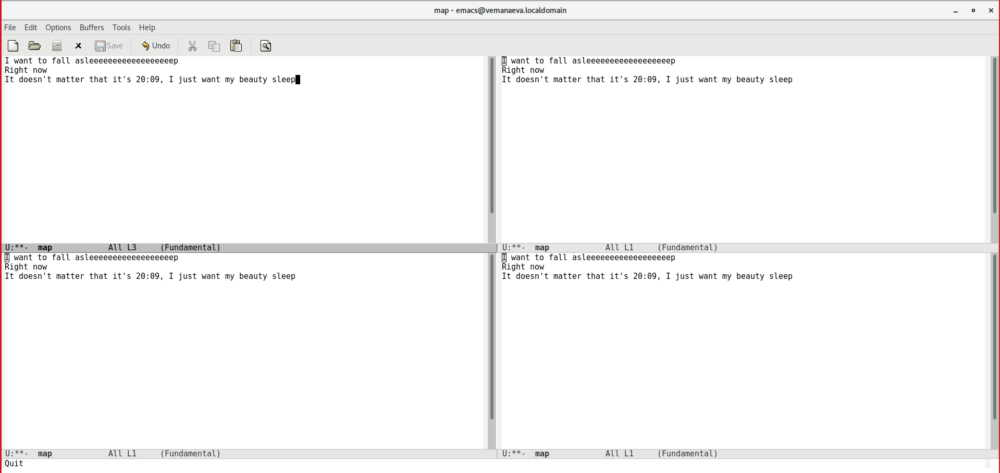 map - emacs@vemanaeva.localdomain
File Edit Options Buffers Tools Help
Save Undo
I want to fall asleeeeeeeeeeeeeeeeeep
Right now
It doesn't matter that it's 20:09, I just want my beauty sleep
U:**-  map            All L3     (Fundamental)
I want to fall asleeeeeeeeeeeeeeeeeep
Right now
It doesn't matter that it's 20:09, I just want my beauty sleep
U:**-  map            All L1     (Fundamental)
I want to fall asleeeeeeeeeeeeeeeeeep
Right now
It doesn't matter that it's 20:09, I just want my beauty sleep
U:**-  map            All L1     (Fundamental)
I want to fall asleeeeeeeeeeeeeeeeeep
Right now
It doesn't matter that it's 20:09, I just want my beauty sleep
U:**-  map            All L1     (Fundamental)
Quit